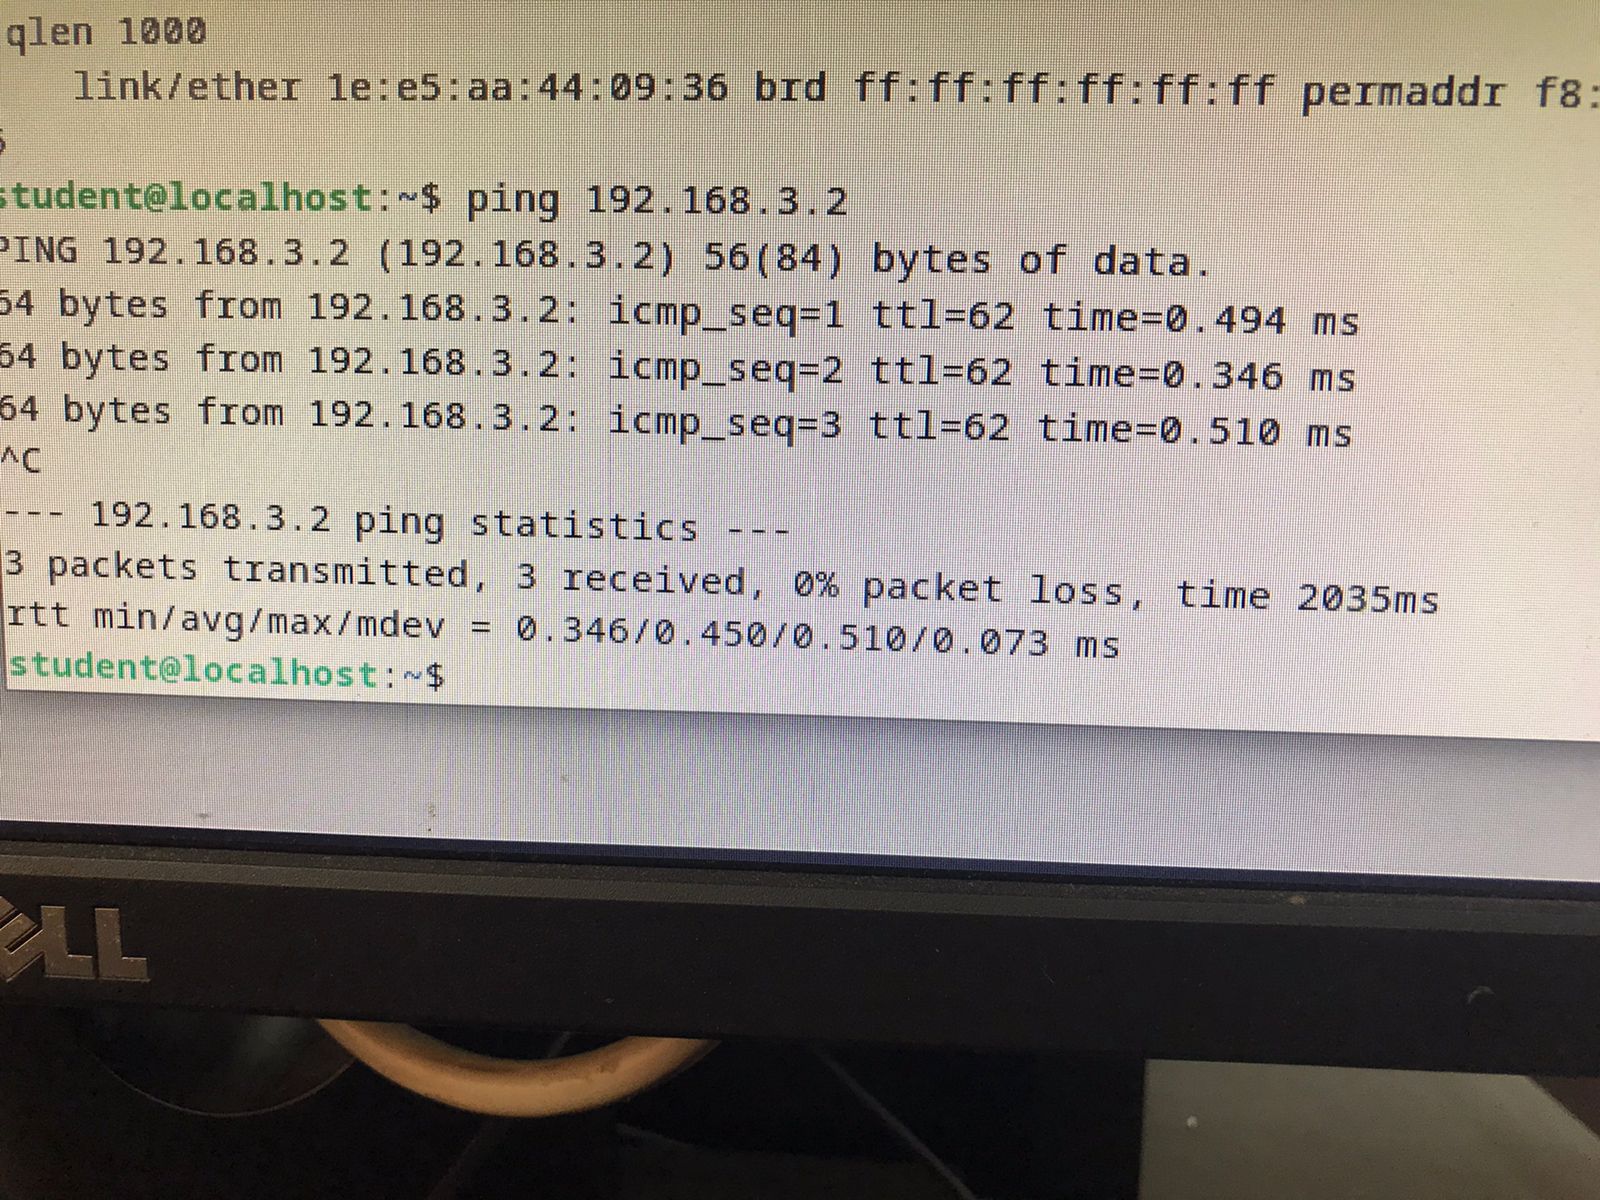 qlen 1000
link/ether 1e:e5:aa:44:09:36 brd ff:ff:ff:ff:ff:ff permaddr f8:
student@localhost:~$ ping 192.168.3.2
PING 192.168.3.2 (192.168.3.2) 56(84) bytes of data.
64 bytes from 192.168.3.2: icmp_seq=1 ttl=62 time=0.494 ms
64 bytes from 192.168.3.2: icmp_seq=2 ttl=62 time=0.346 ms
64 bytes from 192.168.3.2: icmp_seq=3 ttl=62 time=0.510 ms
^C
--- 192.168.3.2 ping statistics ---
3 packets transmitted, 3 received, 0% packet loss, time 2035ms
rtt min/avg/max/mdev = 0.346/0.450/0.510/0.073 ms
student@localhost:~$
DELL